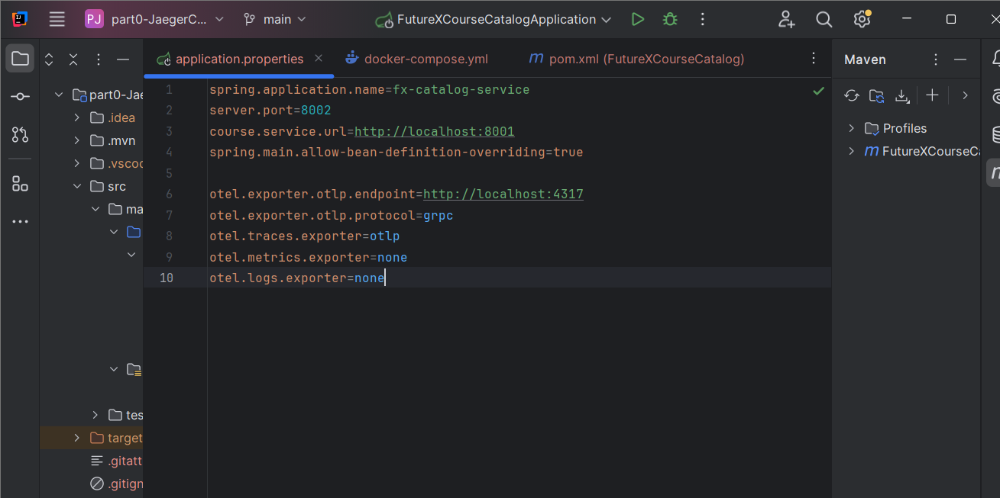 PJ part0-JaegerC... main FutureXCourseCatalogApplication
application.properties docker-compose.yml pom.xml (FutureXCourseCatalog) Maven
1 spring.application.name=fx-catalog-service
2 server.port=8002
3 course.service.url=http://localhost:8001
4 spring.main.allow-bean-definition-overriding=true
5
6 otel.exporter.otlp.endpoint=http://localhost:4317
7 otel.exporter.otlp.protocol=grpc
8 otel.traces.exporter=otlp
9 otel.metrics.exporter=none
10 otel.logs.exporter=none
part0-Jae
.idea
.mvn
.vscod
src
ma
tes
target
.gitatt
.gitign
Profiles
m FutureXCourseCa